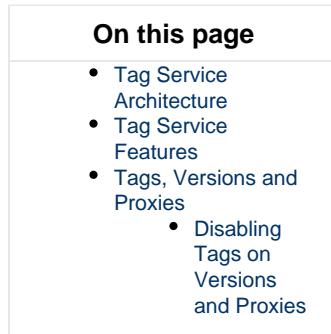 On this page
Tag Service
Architecture
Tag Service
Features
Tags, Versions and
Proxies
Disabling
Tags on
Versions
and Proxies